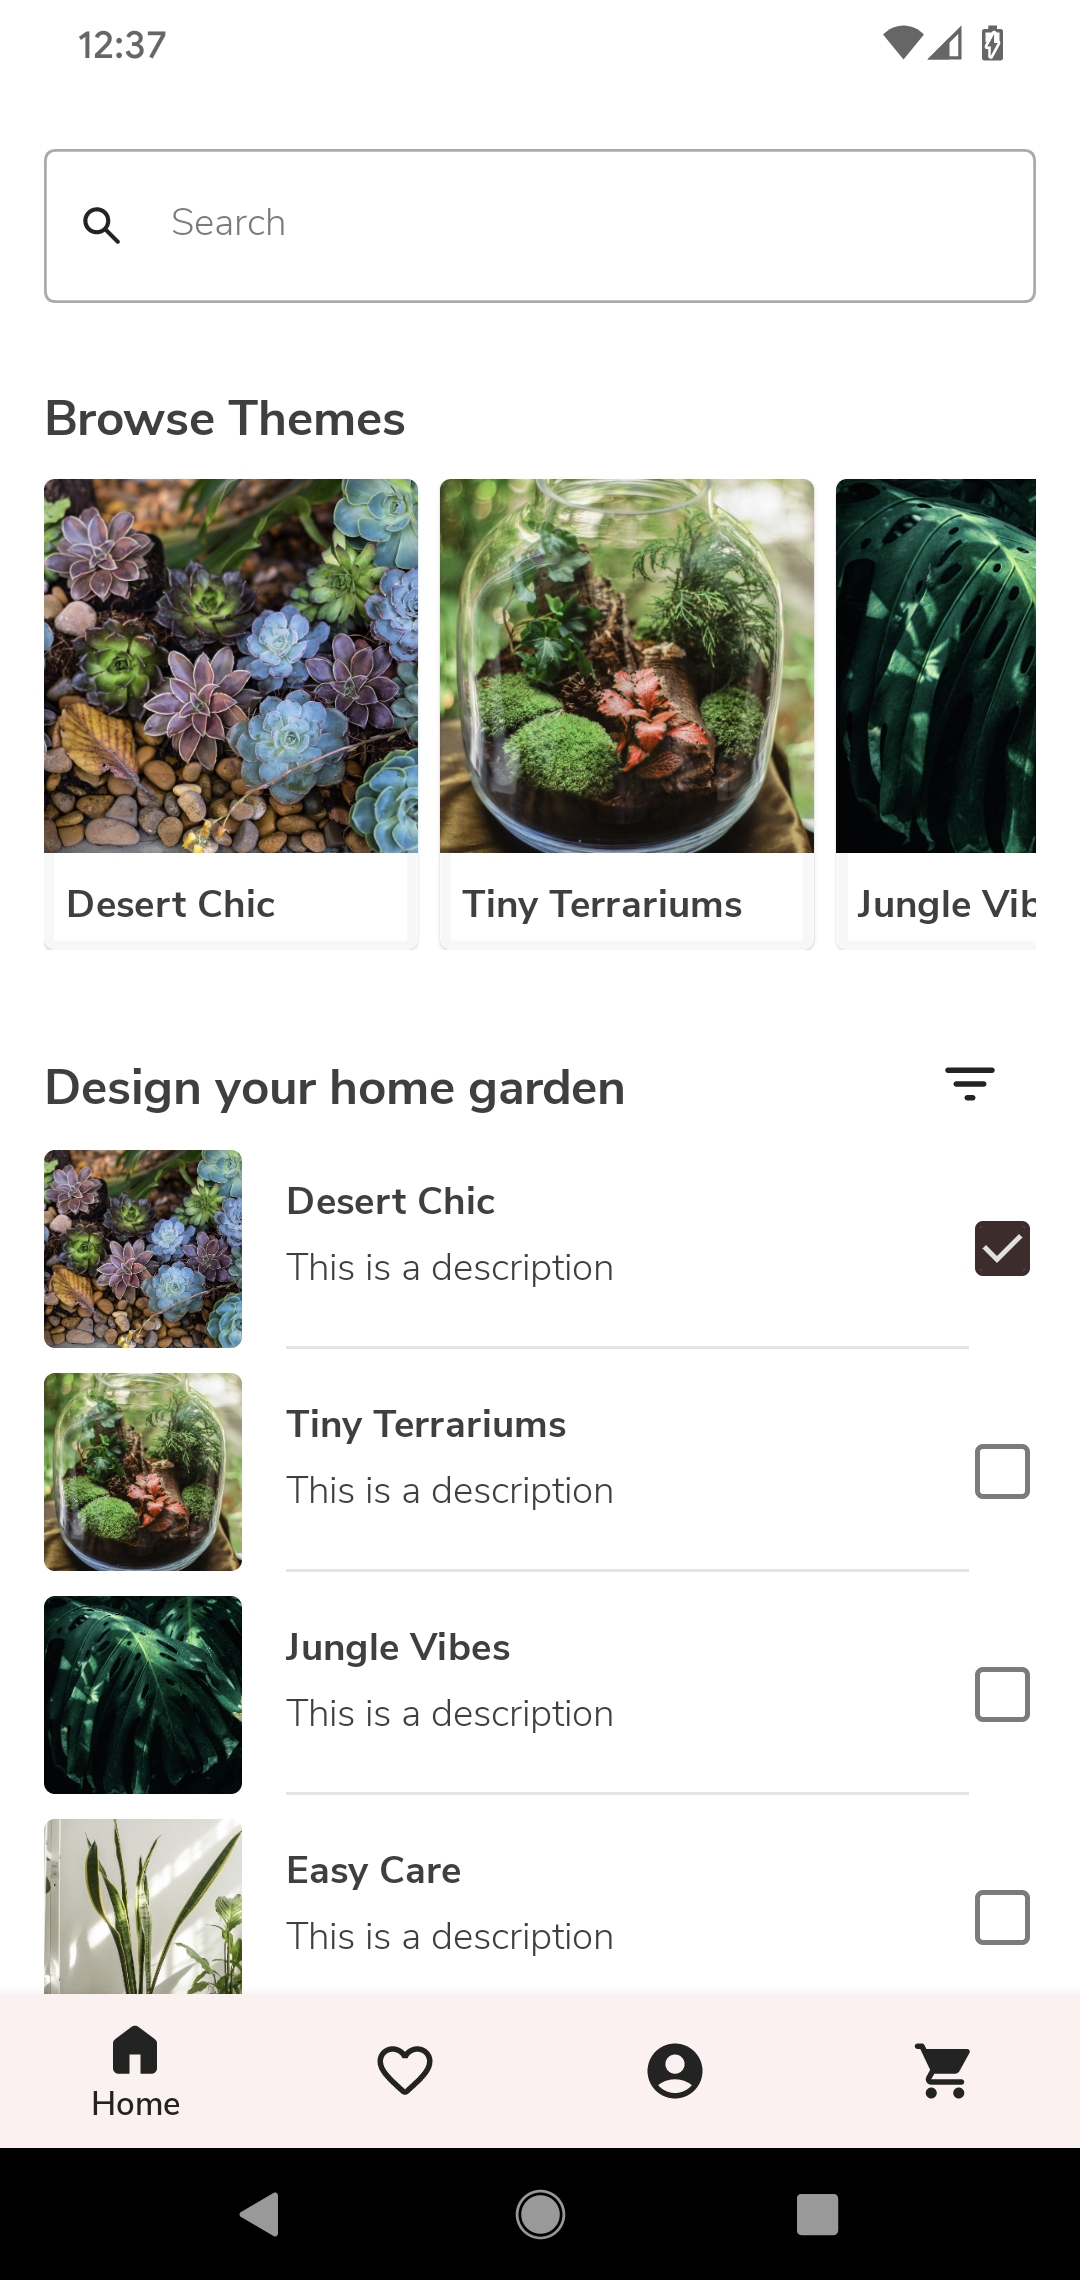 12:37
Search
Browse Themes
Desert Chic
Tiny Terrariums
Jungle Vib
Design your home garden
Desert Chic
This is a description
Tiny Terrariums
This is a description
Jungle Vibes
This is a description
Easy Care
This is a description
Home